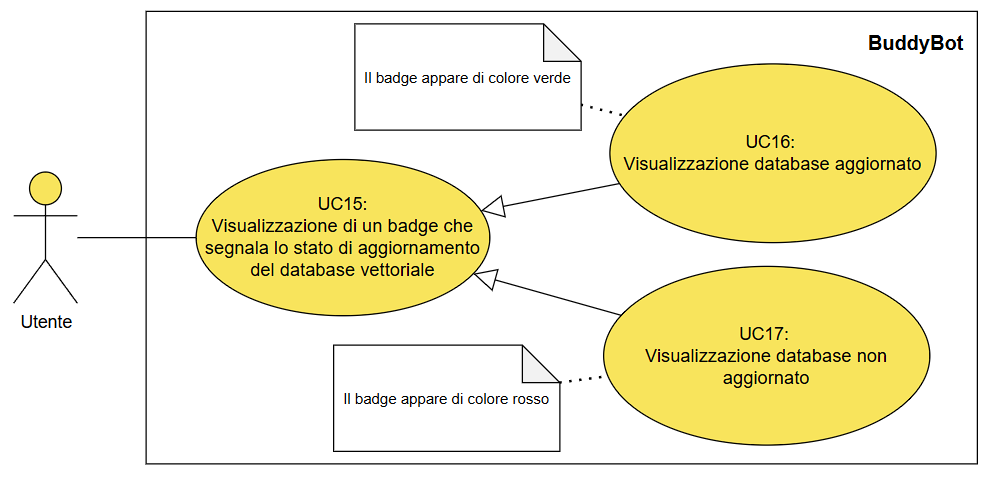 BuddyBot
Il badge appare di colore verde
UC16:
Visualizzazione database aggiornato
UC15:
Visualizzazione di un badge che
segnala lo stato di aggiornamento
del database vettoriale
Utente
UC17:
Visualizzazione database non
aggiornato
Il badge appare di colore rosso